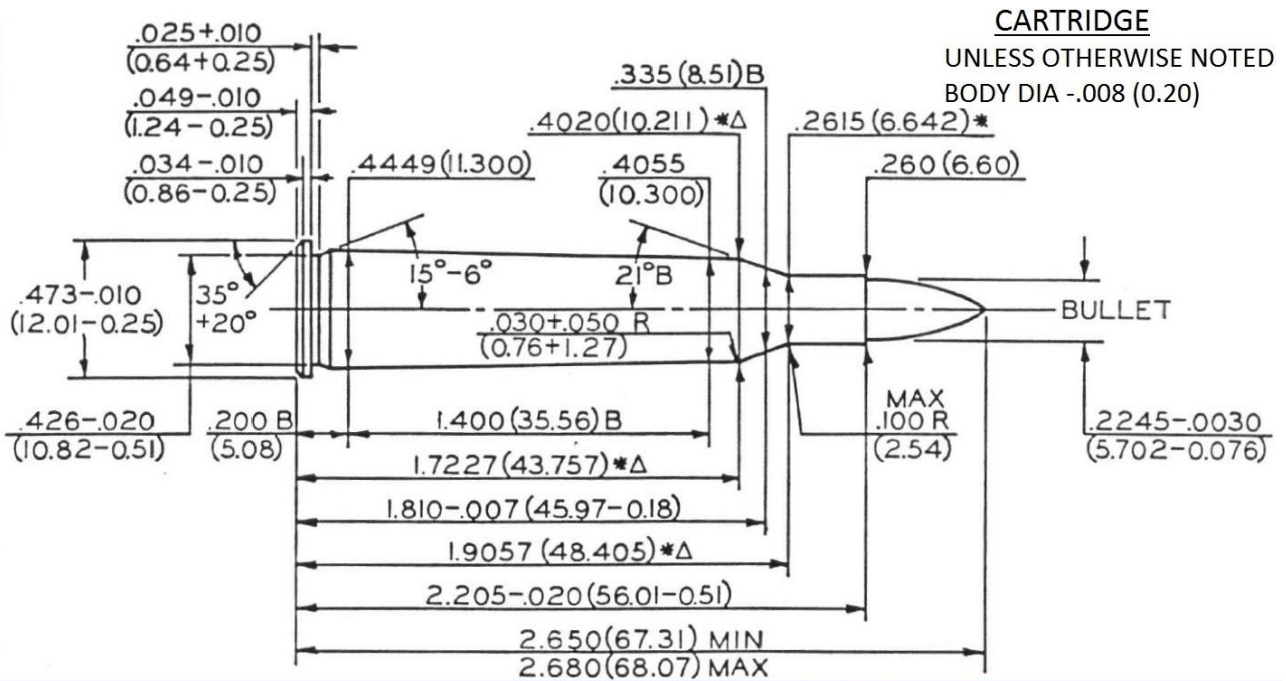 CARTRIDGE
UNLESS OTHERWISE NOTED
BODY DIA -.008 (0.20)
.025+.010
(0.64+0.25)
.049-.010
(1.24-0.25)
.034-.010
(0.86-0.25)
.335 (8.51) B
.4020(10.211)*Δ
.2615(6.642)*
.4449(11.300)
.4055
(10.300)
.260 (6.60)
15°-6°
21°B
.473-.010
(12.01-0.25)
35°
+20°
BULLET
.030+.050 R
(0.76+1.27)
.426-.020
(10.82-0.51)
.200 B
(5.08)
1.400(35.56) B
MAX
.100 R
(2.54)
.2245-.0030
(5.702-0.076)
1.7227(43.757)*Δ
1.810-.007 (45.97-0.18)
1.9057 (48.405)*Δ
2.205-.020(56.01-0.51)
2.650(67.31) MIN
2.680(68.07) MAX